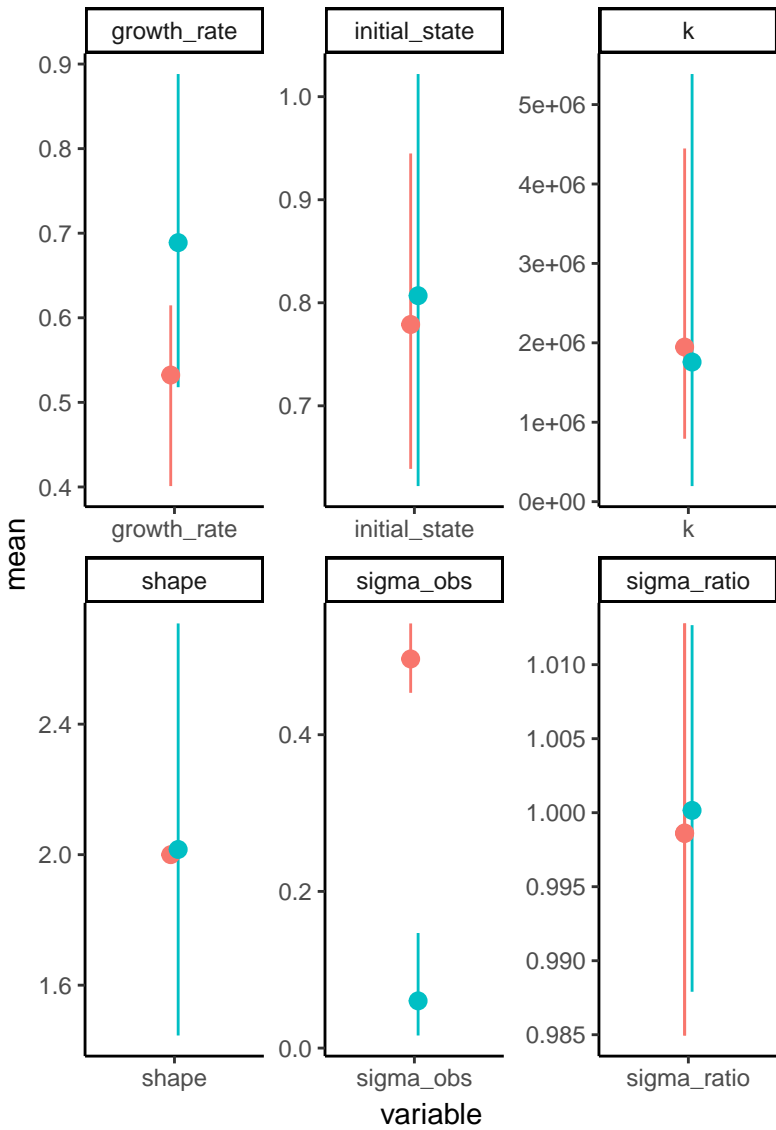 growth_rate
initial_state
k
0.9
0.8
0.7
0.6
0.5
0.4
1.0
0.9
0.8
0.7
5e+06
4e+06
3e+06
2e+06
1e+06
0e+00
growth_rate
initial_state
k
mean
shape
sigma_obs
sigma_ratio
2.4
2.0
1.6
0.4
0.2
0.0
1.010
1.005
1.000
0.995
0.990
0.985
shape
sigma_obs
sigma_ratio
variable